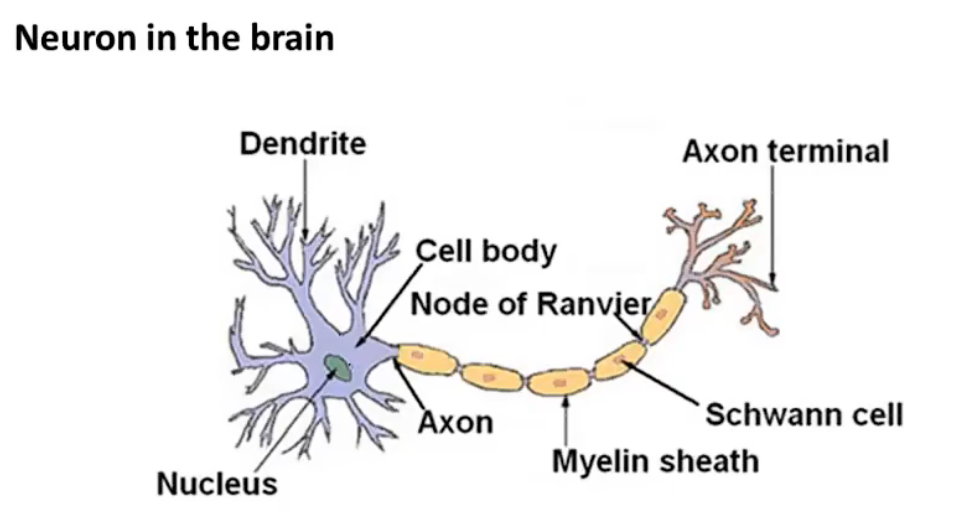 Neuron in the brain
Dendrite
Axon terminal
Cell body
Node of Ranvier
Axon
Schwann cell
Myelin sheath
Nucleus